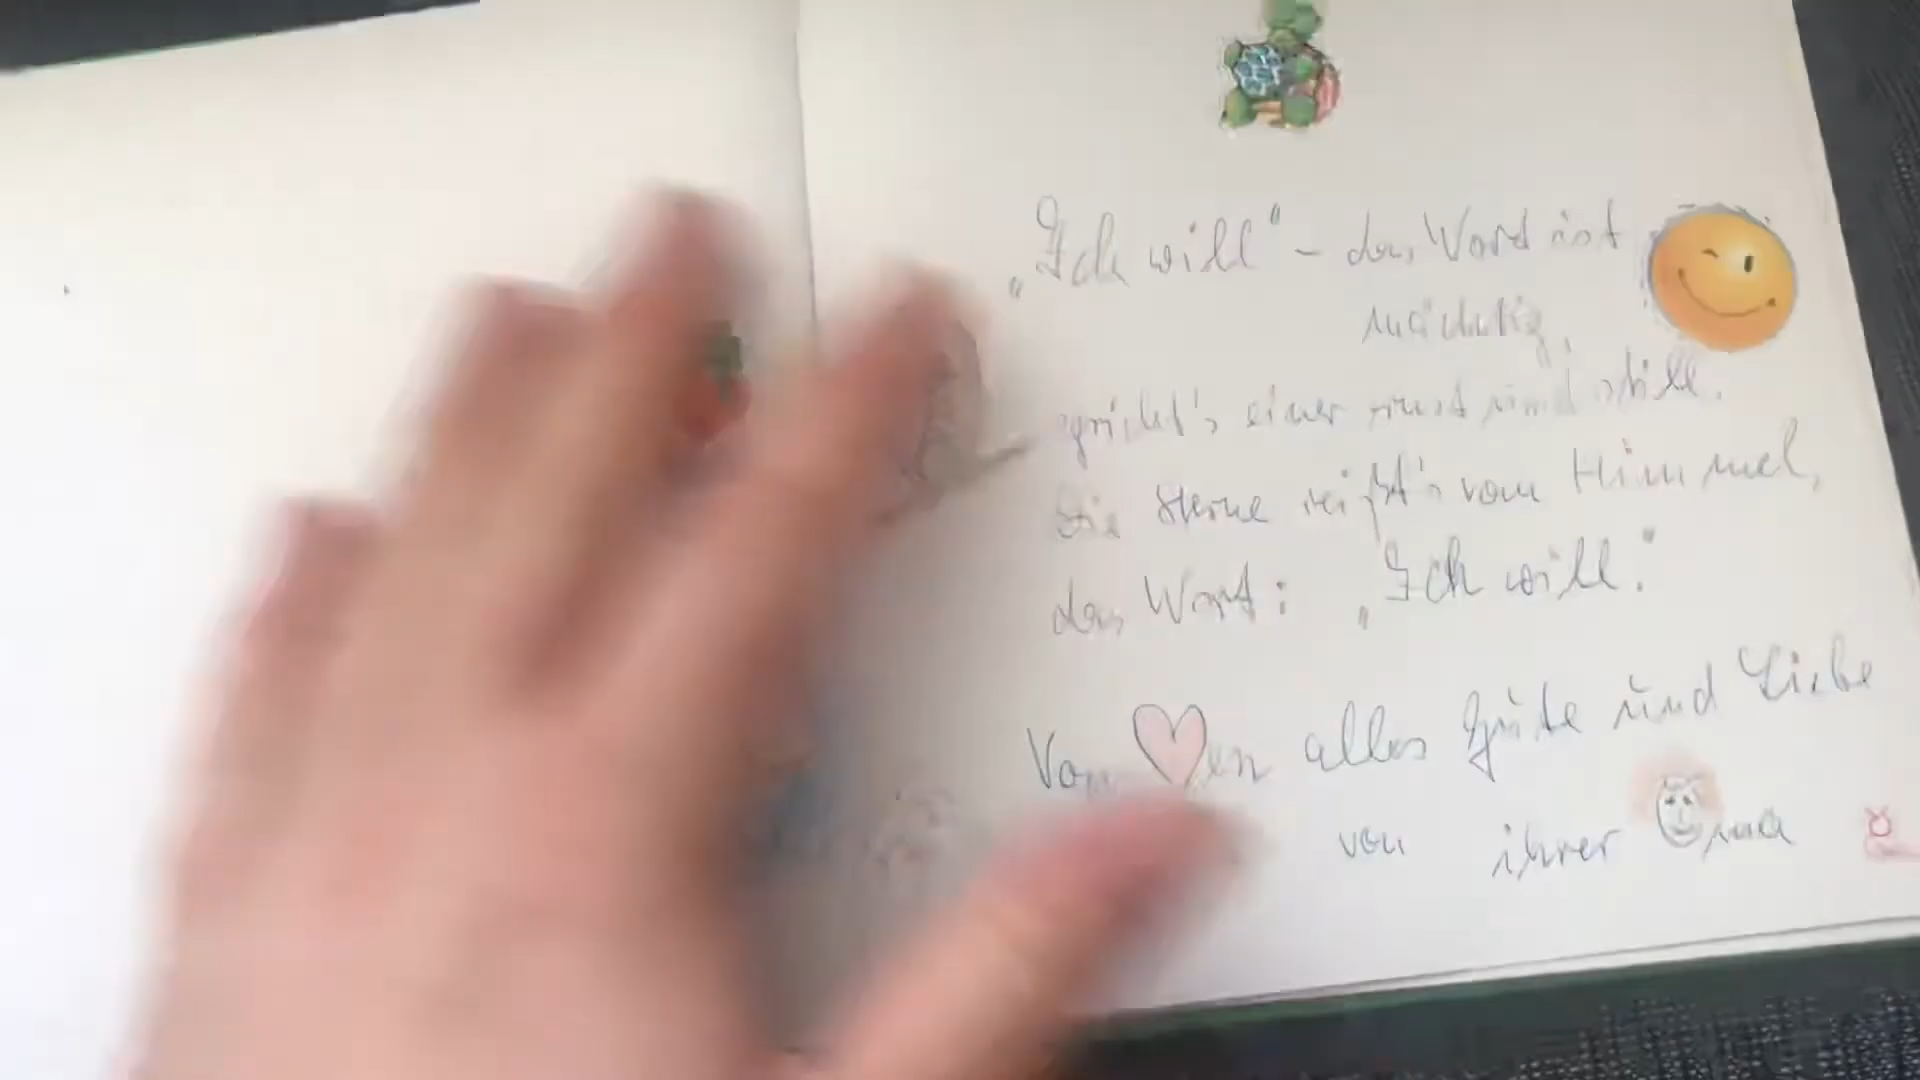 „Ich will" – das Wort ist
mächtig,
spricht's einer ernst und still.
Die Sterne reißt's vom Himmel,
das Wort: „Ich will."
Von ♡en alles Gute und Liebe
von ihrer Oma